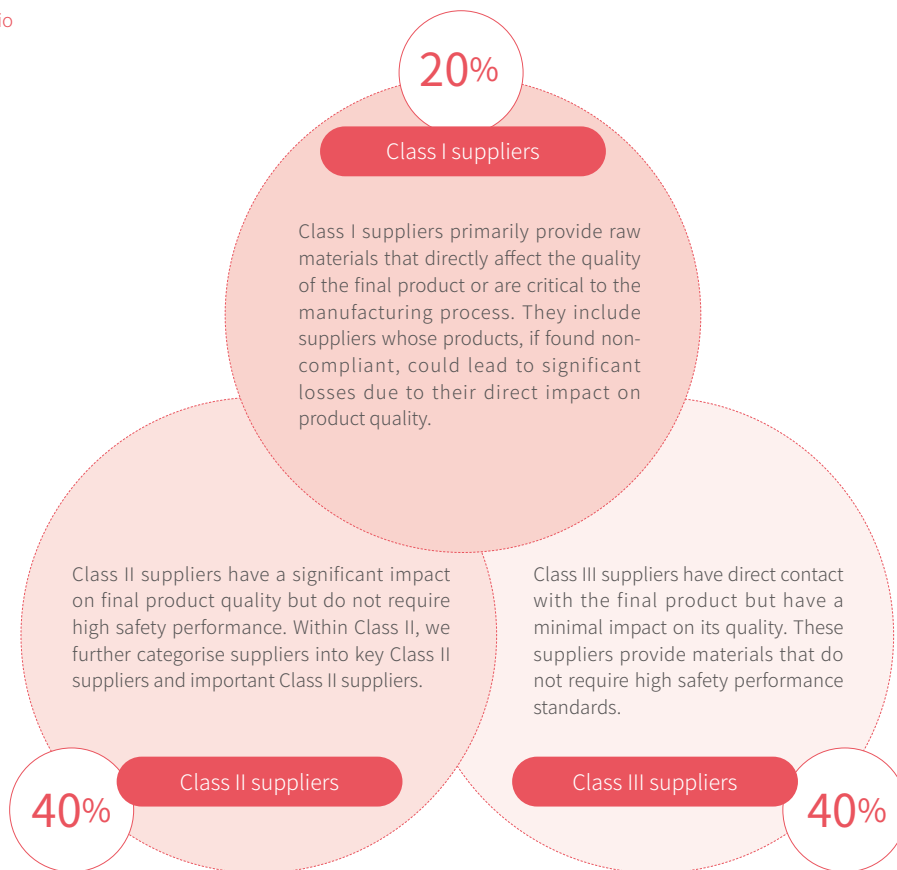 io
20%
Class I suppliers
Class I suppliers primarily provide raw
materials that directly affect the quality
of the final product or are critical to the
manufacturing process. They include
suppliers whose products, if found non-
compliant, could lead to significant
losses due to their direct impact on
product quality.
Class II suppliers have a significant impact
on final product quality but do not require
high safety performance. Within Class II, we
further categorise suppliers into key Class II
suppliers and important Class II suppliers.
Class II suppliers
40%
Class III suppliers have direct contact
with the final product but have a
minimal impact on its quality. These
suppliers provide materials that do
not require high safety performance
standards.
Class III suppliers
40%